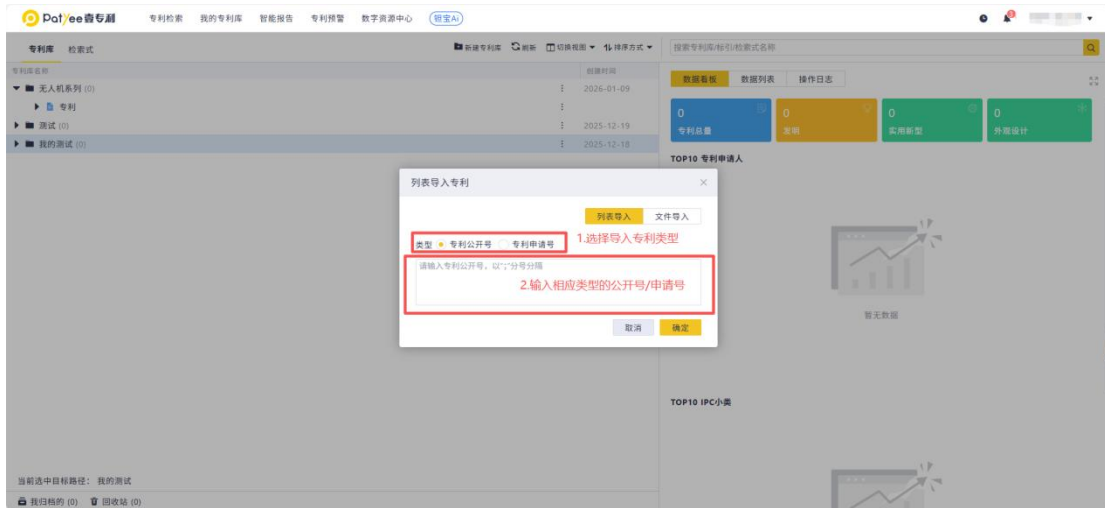 Patyee壹专利 专利检索 我的专利库 智能报告 专利预警 数字资源中心 (银宝Ai)
专利库 检索式 新建专利库 刷新 切换视图 排序方式 搜索专利库/标引/检索式名称
专利库名称 创建时间
数据看板 数据列表 操作日志
无人机系列 (0) 2026-01-09
专利
测试 (0) 2025-12-19
我的测试 (0) 2025-12-18
0 专利总量
0 发明
0 实用新型
0 外观设计
TOP10 专利申请人
列表导入专利
列表导入 文件导入
类型 专利公开号 专利申请号 1.选择导入专利类型
请输入专利公开号，以";"分号分隔
2.输入相应类型的公开号/申请号
取消 确定
暂无数据
TOP10 IPC小类
当前选中目标路径： 我的测试
我归档的 (0) 回收站 (0)